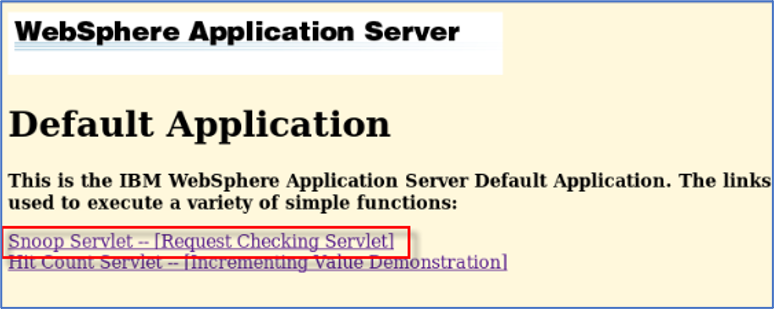 WebSphere Application Server
Default Application
This is the IBM WebSphere Application Server Default Application. The links
used to execute a variety of simple functions:
Snoop Servlet -- [Request Checking Servlet]
Hit Count Servlet -- [Incrementing Value Demonstration]